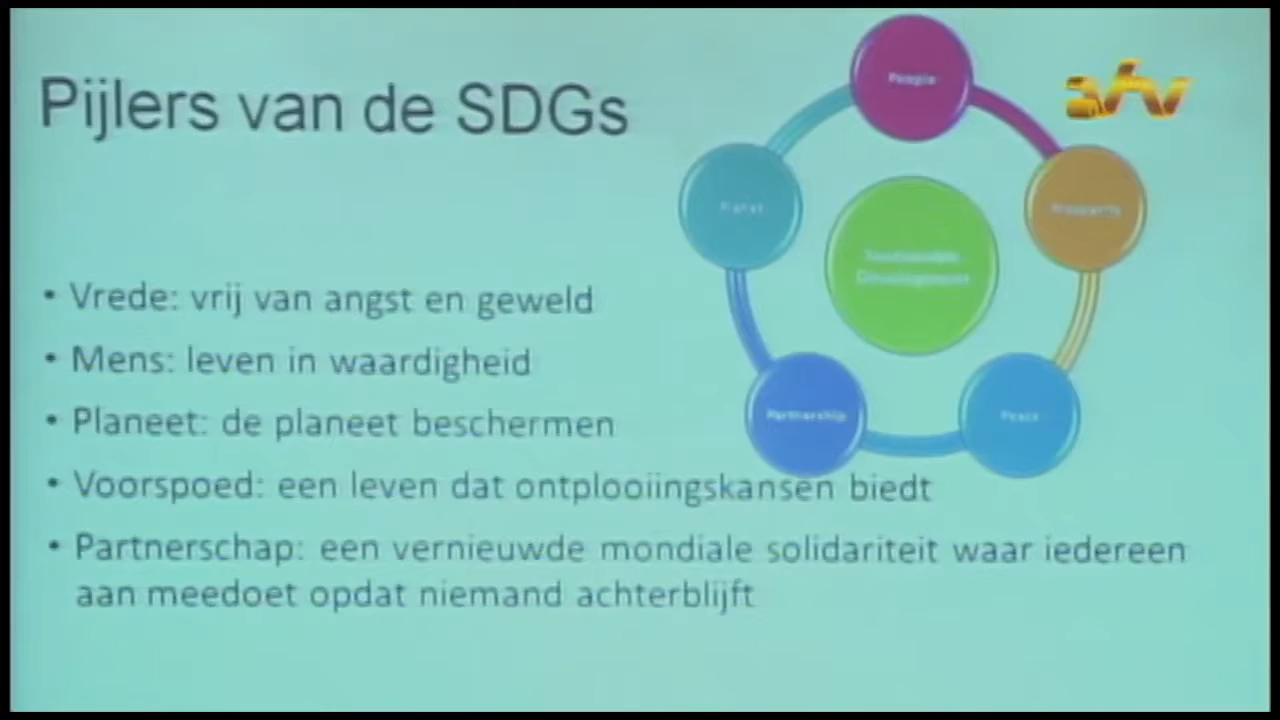 Pijlers van de SDGs
People
Planet
Prosperity
Sustainable
Development
Partnership
Peace
• Vrede: vrij van angst en geweld
• Mens: leven in waardigheid
• Planeet: de planeet beschermen
• Voorspoed: een leven dat ontplooiingskansen biedt
• Partnerschap: een vernieuwde mondiale solidariteit waar iedereen
aan meedoet opdat niemand achterblijft